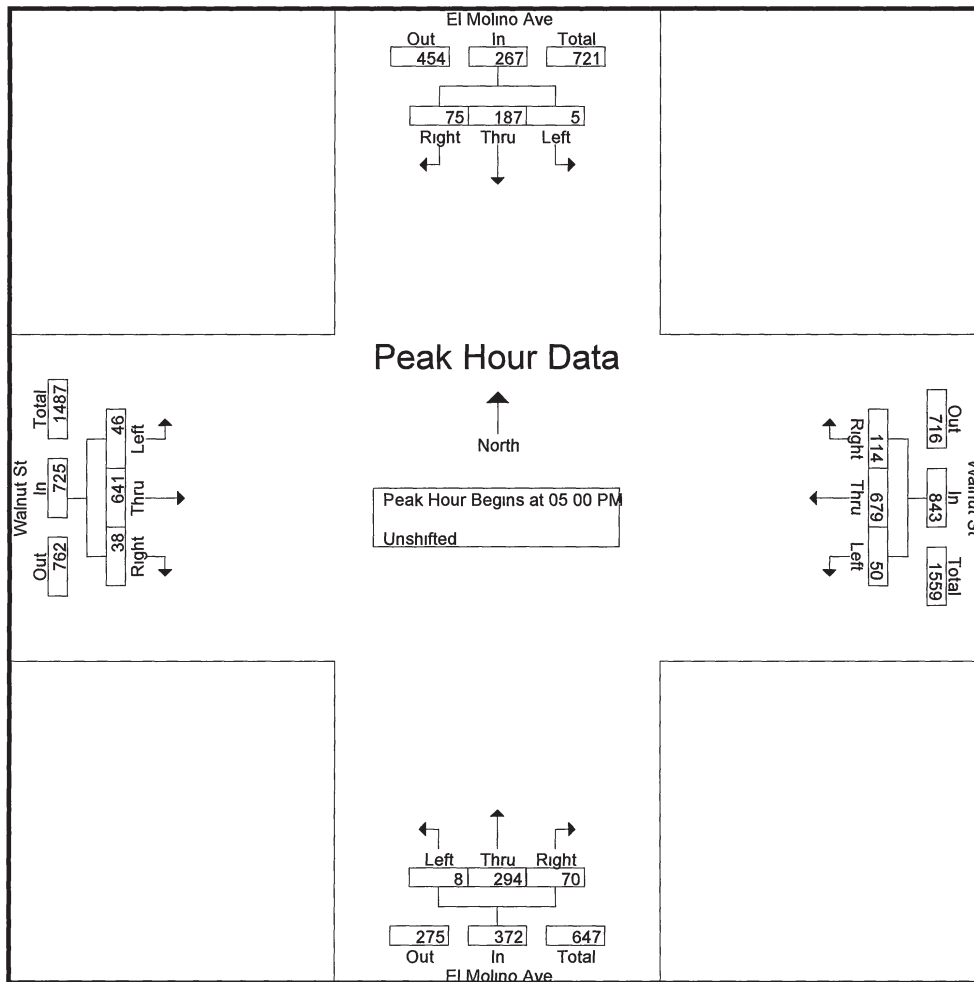 El Molino Ave
Out In Total
454 267 721
75 187 5
Right Thru Left
Peak Hour Data
North
Peak Hour Begins at 05 00 PM
Unshifted
Walnut St
Total In Out
1487 725 762
46 641 38
Left Thru Right
Walnut St
Out In Total
716 843 1559
114 679 50
Right Thru Left
Left Thru Right
8 294 70
275 372 647
Out In Total
El Molino Ave